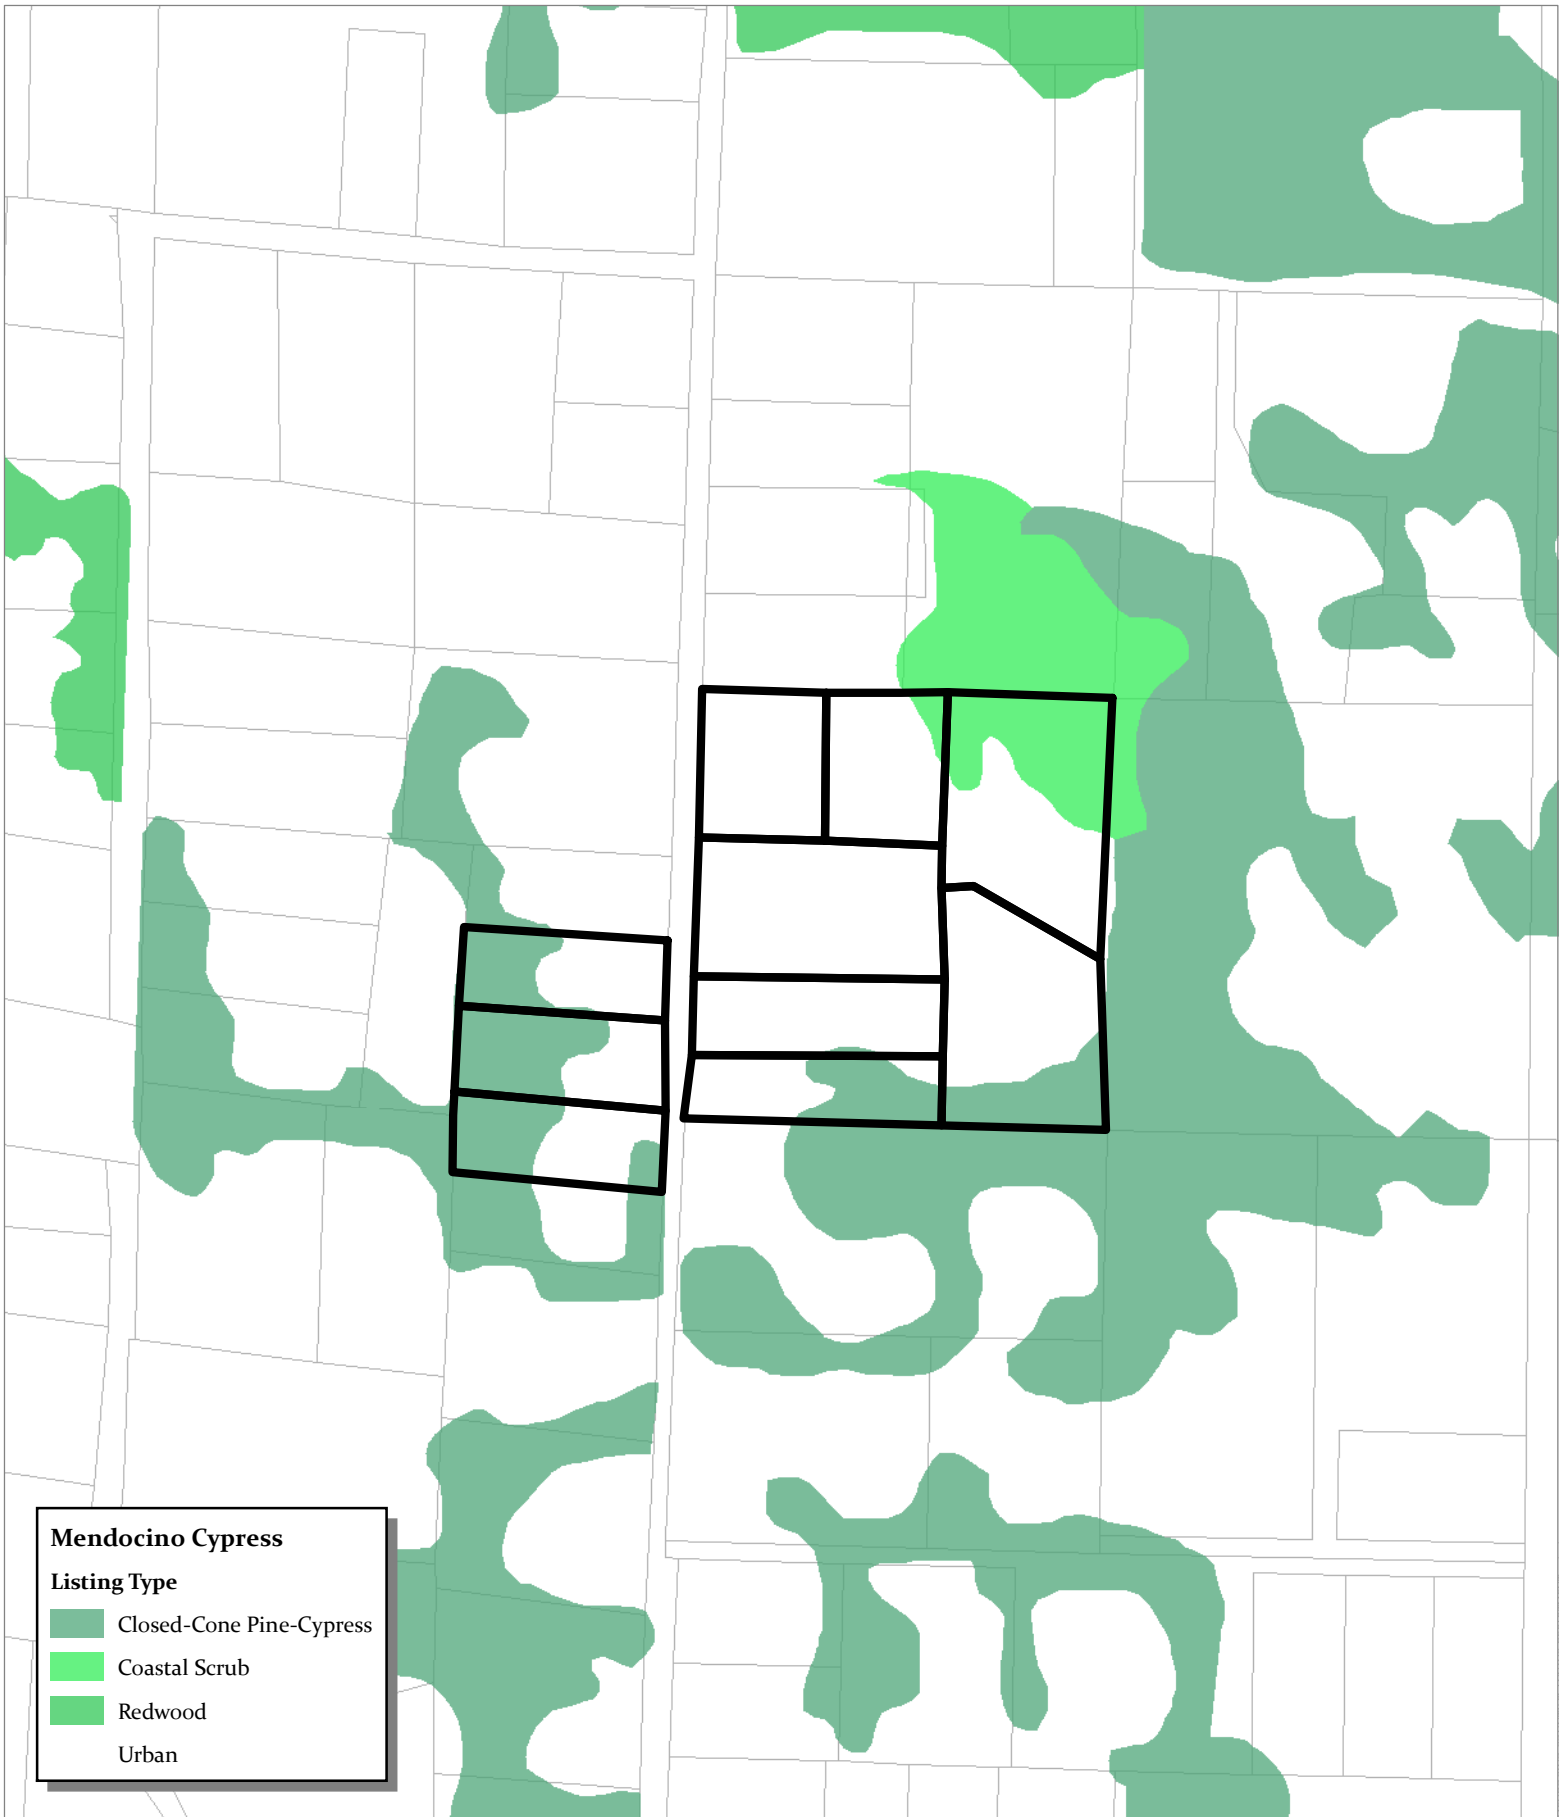 Mendocino Cypress
Listing Type
Closed-Cone Pine-Cypress
Coastal Scrub
Redwood
Urban